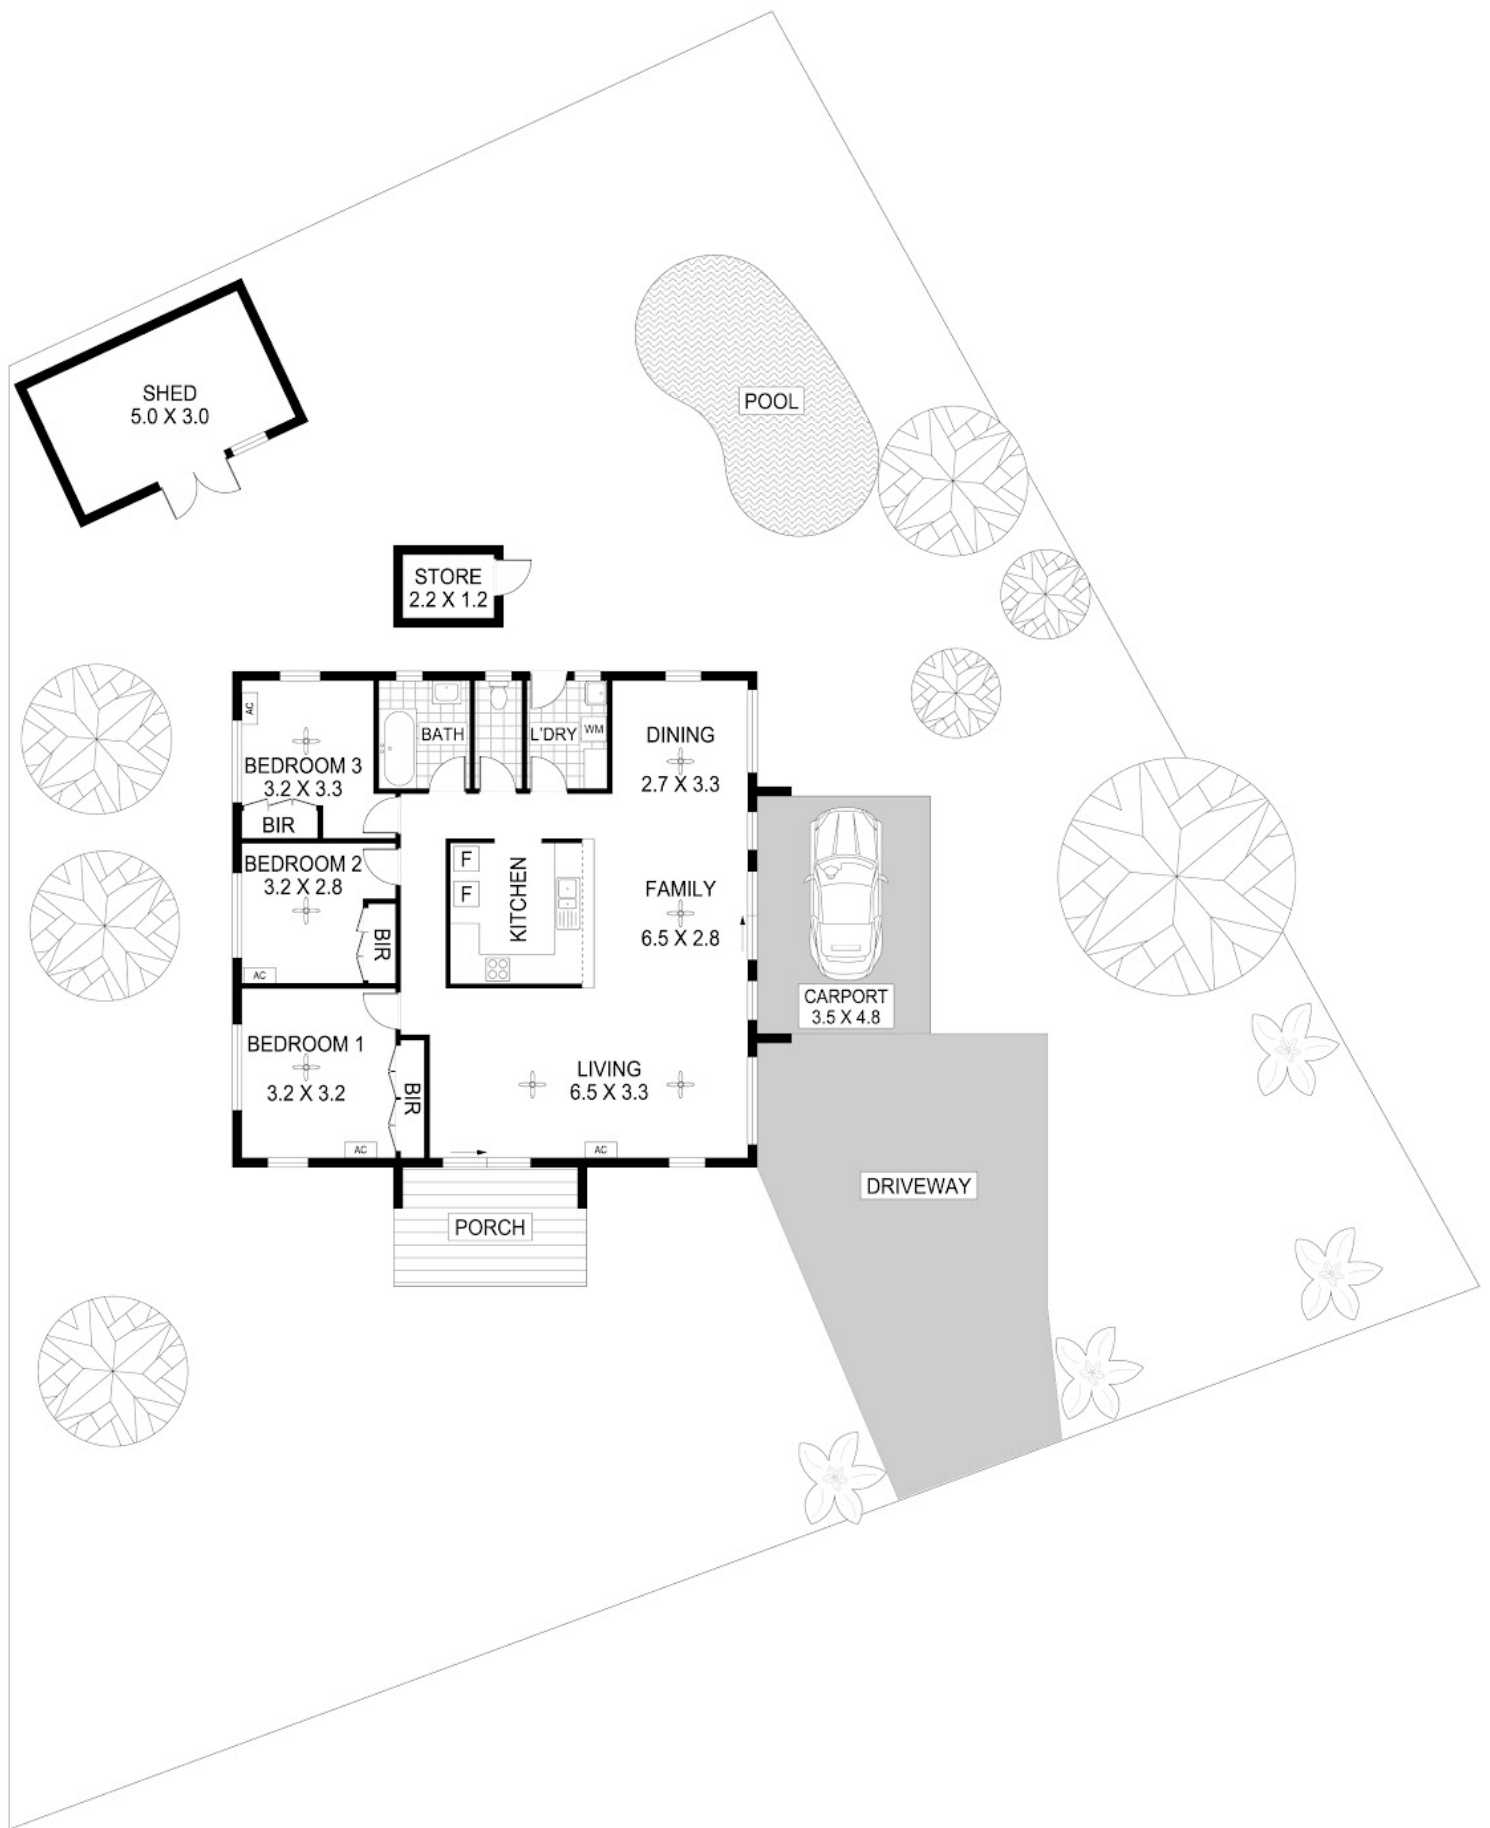 SHED
5.0 X 3.0
POOL
STORE
2.2 X 1.2
AC
BEDROOM 3
3.2 X 3.3
BIR
BATH
L'DRY
WM
DINING
2.7 X 3.3
BEDROOM 2
3.2 X 2.8
BIR
AC
F
F
KITCHEN
FAMILY
6.5 X 2.8
CARPORT
3.5 X 4.8
BEDROOM 1
3.2 X 3.2
BIR
AC
LIVING
6.5 X 3.3
AC
PORCH
DRIVEWAY